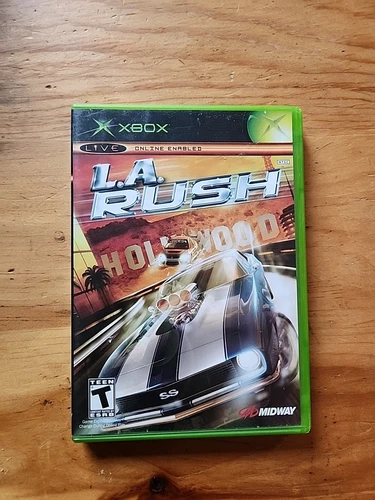 XBOX
LIVE ONLINE ENABLED
L.A.
RUSH
HOLLYWOOD
SS
TEEN
T
ESRB
MIDWAY